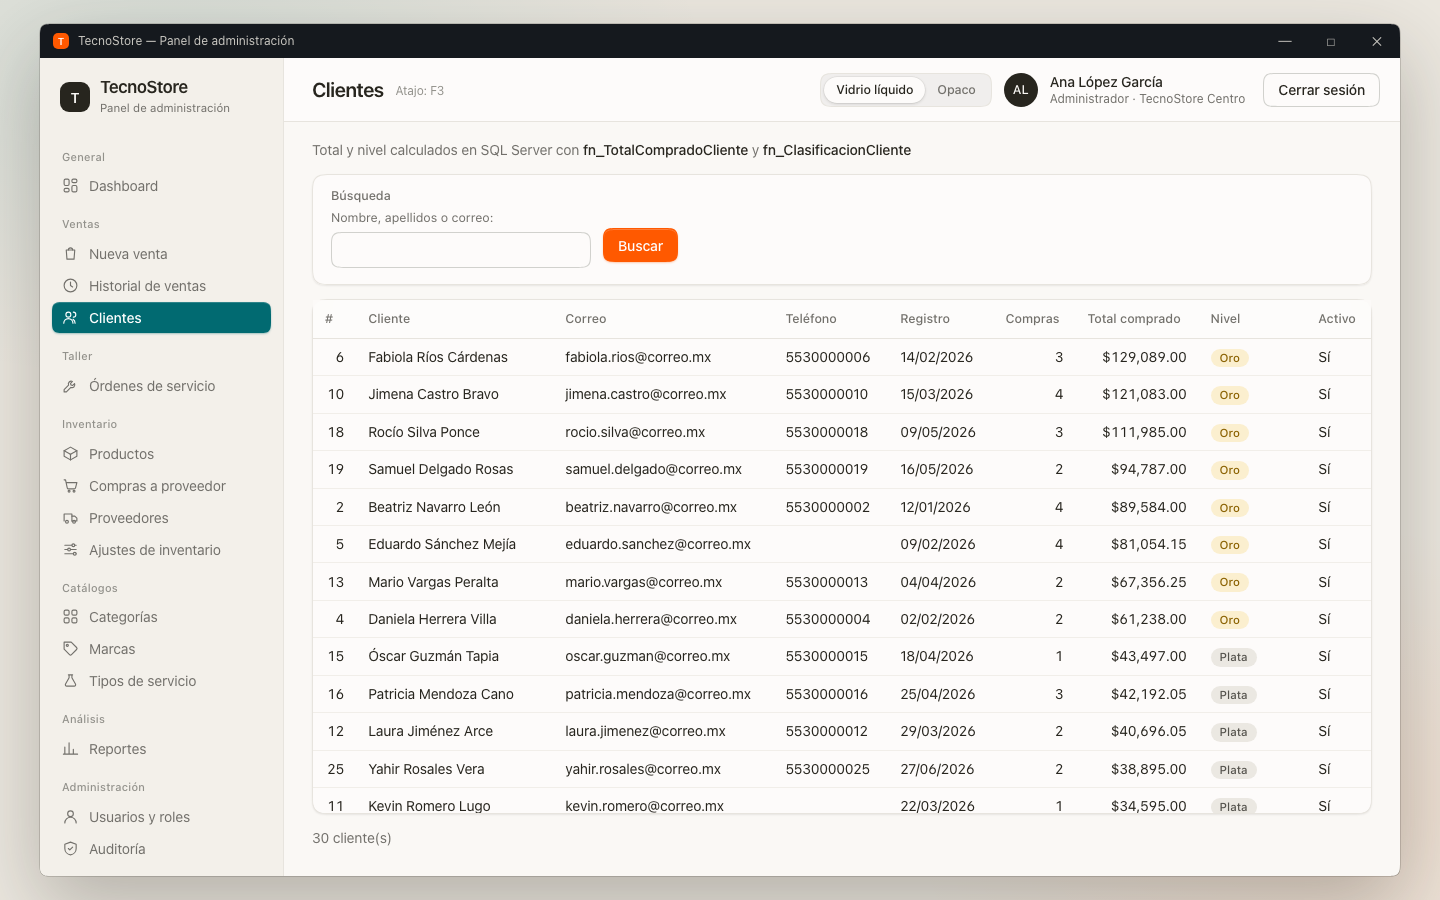 T TecnoStore — Panel de administración
T TecnoStore
Panel de administración
General
Dashboard
Ventas
Nueva venta
Historial de ventas
Clientes
Taller
Órdenes de servicio
Inventario
Productos
Compras a proveedor
Proveedores
Ajustes de inventario
Catálogos
Categorías
Marcas
Tipos de servicio
Análisis
Reportes
Administración
Usuarios y roles
Auditoría
Clientes Atajo: F3
Vidrio líquido Opaco
AL Ana López García
Administrador · TecnoStore Centro
Cerrar sesión
Total y nivel calculados en SQL Server con fn_TotalCompradoCliente y fn_ClasificacionCliente
Búsqueda
Nombre, apellidos o correo:
Buscar
# Cliente Correo Teléfono Registro Compras Total comprado Nivel Activo
6 Fabiola Ríos Cárdenas fabiola.rios@correo.mx 5530000006 14/02/2026 3 $129,089.00 Oro Sí
10 Jimena Castro Bravo jimena.castro@correo.mx 5530000010 15/03/2026 4 $121,083.00 Oro Sí
18 Rocío Silva Ponce rocio.silva@correo.mx 5530000018 09/05/2026 3 $111,985.00 Oro Sí
19 Samuel Delgado Rosas samuel.delgado@correo.mx 5530000019 16/05/2026 2 $94,787.00 Oro Sí
2 Beatriz Navarro León beatriz.navarro@correo.mx 5530000002 12/01/2026 4 $89,584.00 Oro Sí
5 Eduardo Sánchez Mejía eduardo.sanchez@correo.mx 09/02/2026 4 $81,054.15 Oro Sí
13 Mario Vargas Peralta mario.vargas@correo.mx 5530000013 04/04/2026 2 $67,356.25 Oro Sí
4 Daniela Herrera Villa daniela.herrera@correo.mx 5530000004 02/02/2026 2 $61,238.00 Oro Sí
15 Óscar Guzmán Tapia oscar.guzman@correo.mx 5530000015 18/04/2026 1 $43,497.00 Plata Sí
16 Patricia Mendoza Cano patricia.mendoza@correo.mx 5530000016 25/04/2026 3 $42,192.05 Plata Sí
12 Laura Jiménez Arce laura.jimenez@correo.mx 5530000012 29/03/2026 2 $40,696.05 Plata Sí
25 Yahir Rosales Vera yahir.rosales@correo.mx 5530000025 27/06/2026 2 $38,895.00 Plata Sí
11 Kevin Romero Lugo kevin.romero@correo.mx 22/03/2026 1 $34,595.00 Plata Sí
30 cliente(s)